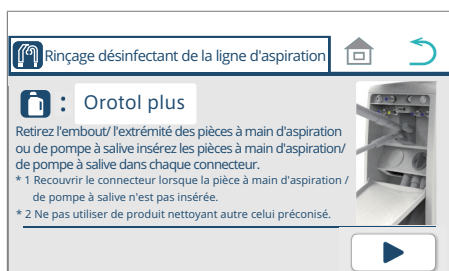 Rinçage désinfectant de la ligne d'aspiration
: Orotol plus
Retirez l'embout/ l'extrémité des pièces à main d'aspiration
ou de pompe à salive insérez les pièces à main d'aspiration/
de pompe à salive dans chaque connecteur.
* 1 Recouvrir le connecteur lorsque la pièce à main d'aspiration /
de pompe à salive n'est pas insérée.
* 2 Ne pas utiliser de produit nettoyant autre celui préconisé.